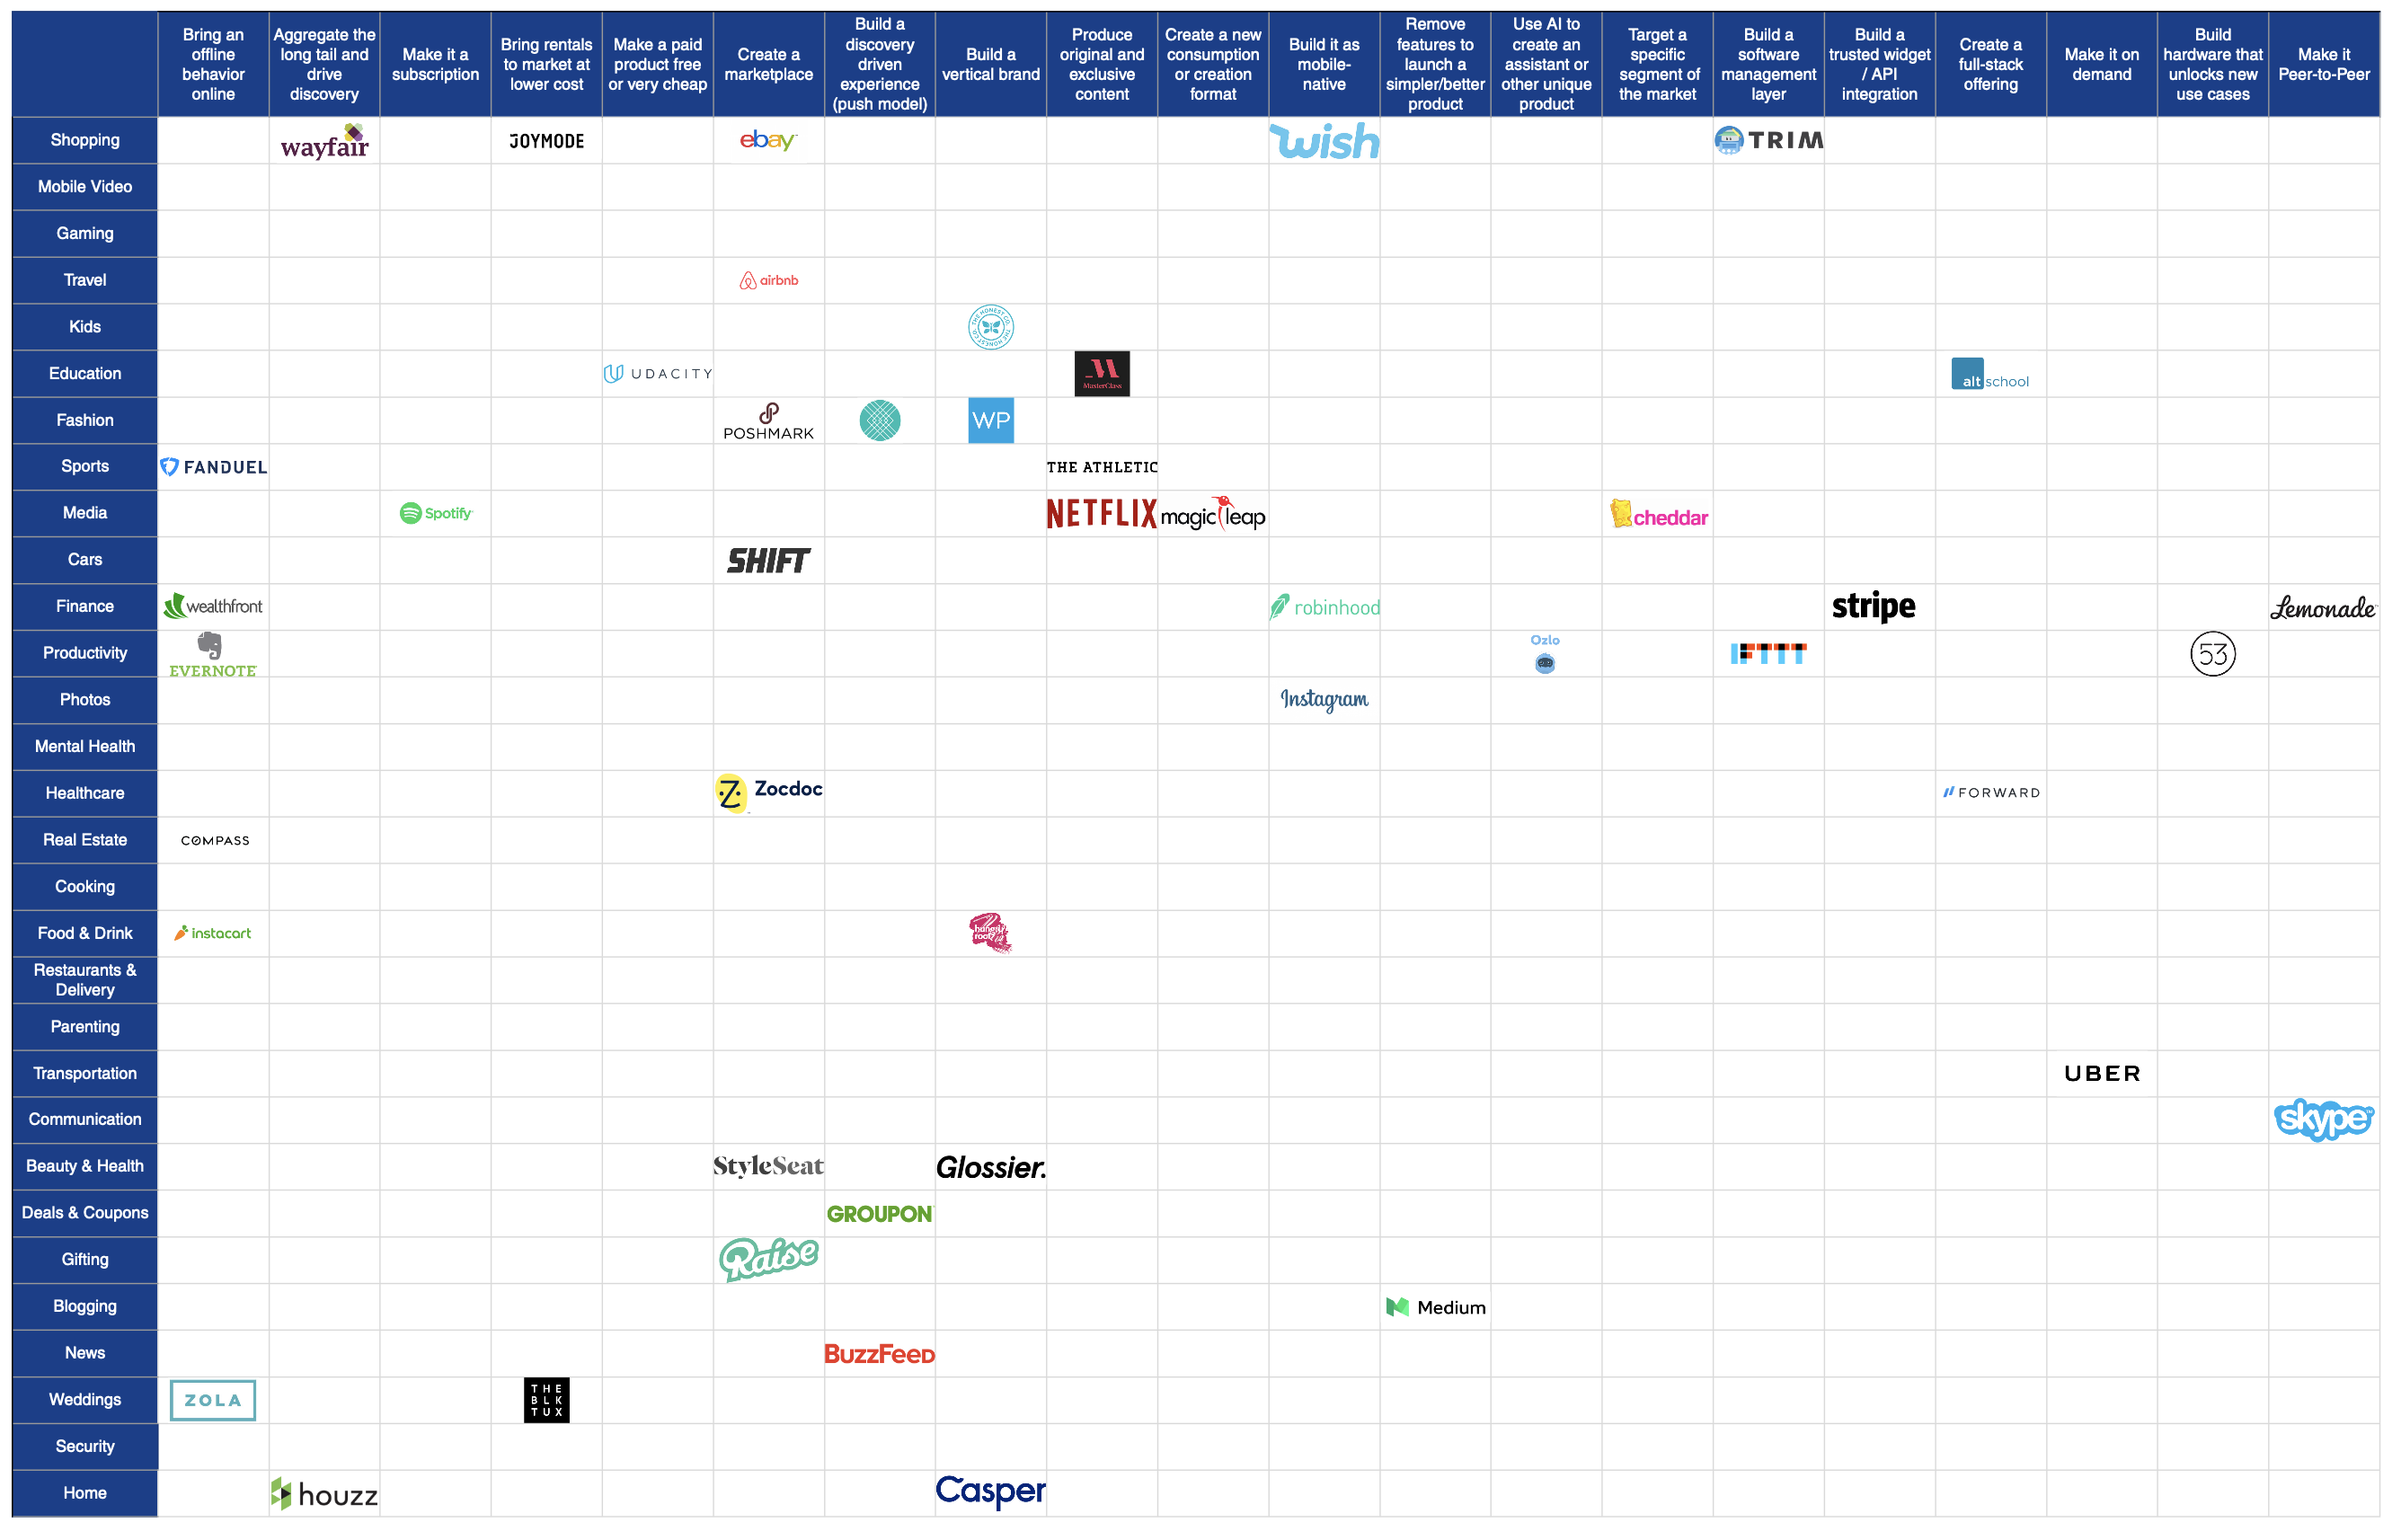 Bring an
offline
behavior
online
Aggregate the
long tail and
drive
discovery
Make it a
subscription
Bring rentals
to market at
lower cost
Make a paid
product free
or very cheap
Create a
marketplace
Build a
discovery
driven
experience
(push model)
Build a
vertical brand
Produce
original and
exclusive
content
Create a new
consumption
or creation
format
Build it as
mobile-
native
Remove
features to
launch a
simpler/better
product
Use AI to
create an
assistant or
other unique
product
Target a
specific
segment of
the market
Build a
software
management
layer
Build a
trusted widget
/ API
integration
Create a
full-stack
offering
Make it on
demand
Build
hardware that
unlocks new
use cases
Make it
Peer-to-Peer
Shopping
wayfair
JOYMODE
ebay
wish
TRIM
Mobile Video
Gaming
Travel
airbnb
Kids
THE HONEST CO. THE HONEST CO.
Education
UDACITY
MasterClass
alt school
Fashion
POSHMARK
WP
Sports
FANDUEL
THE ATHLETIC
Media
Spotify
NETFLIX
magic leap
cheddar
Cars
SHIFT
Finance
wealthfront
robinhood
stripe
Lemonade
Productivity
EVERNOTE
Ozlo
IFTTT
53
Photos
Instagram
Mental Health
Healthcare
Zocdoc
FORWARD
Real Estate
COMPASS
Cooking
Food & Drink
instacart
hungry
root
Restaurants &
Delivery
Parenting
Transportation
UBER
Communication
skype
Beauty & Health
StyleSeat
Glossier.
Deals & Coupons
GROUPON
Gifting
Raise
Blogging
Medium
News
BuzzFeed
Weddings
ZOLA
THE
BLK
TUX
Security
Home
houzz
Casper